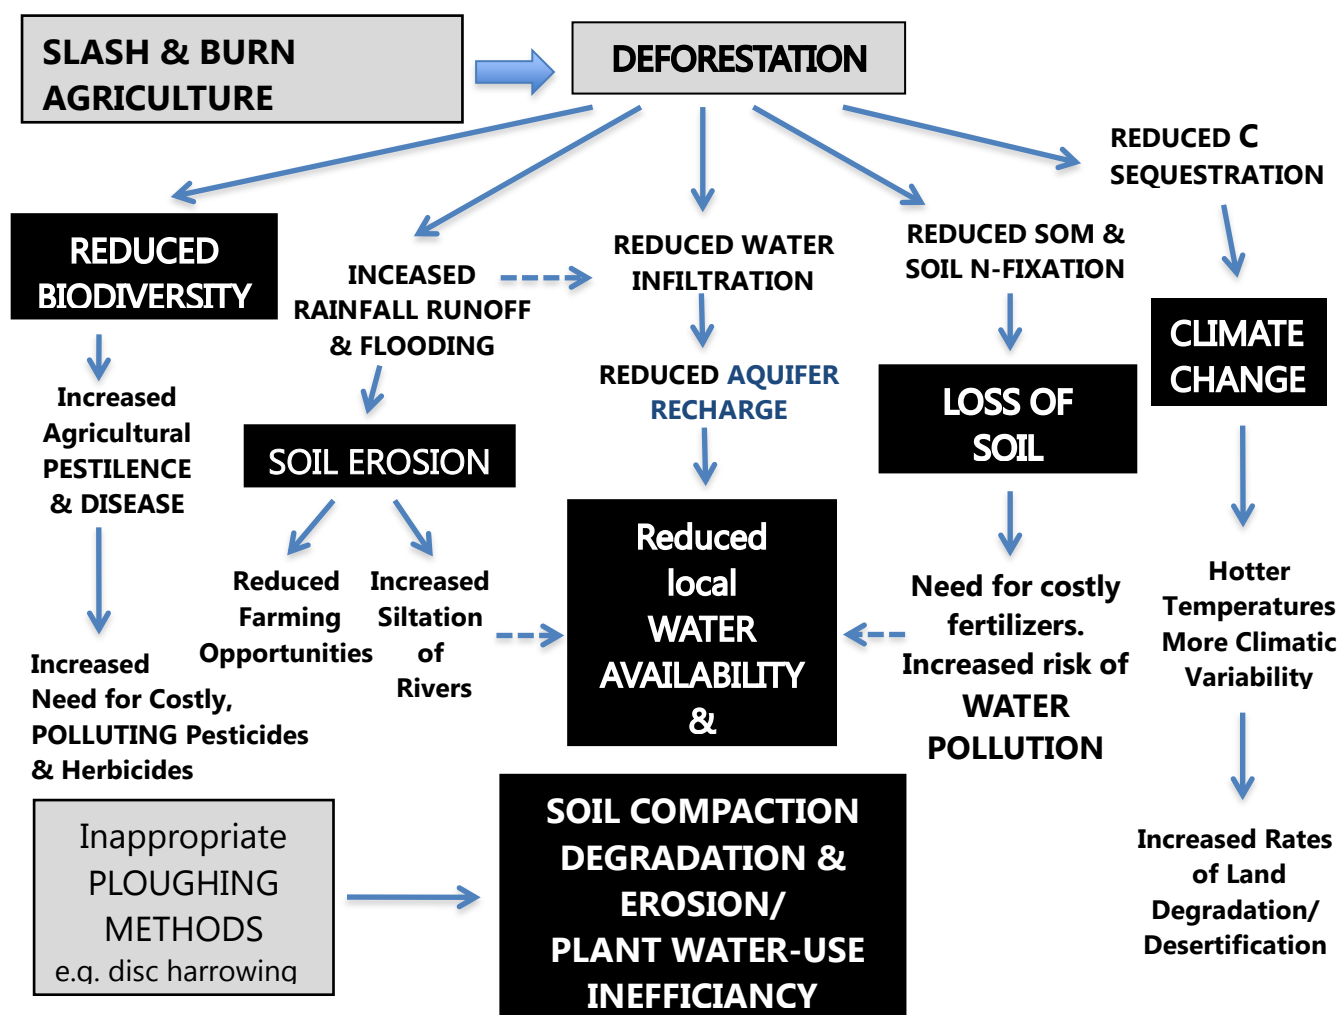 SLASH & BURN
AGRICULTURE
DEFORESTATION
REDUCED C
SEQUESTRATION
REDUCED
BIODIVERSITY
INCEASED
RAINFALL RUNOFF
& FLOODING
REDUCED WATER
INFILTRATION
REDUCED SOM &
SOIL N-FIXATION
CLIMATE
CHANGE
Increased
Agricultural
PESTILENCE
& DISEASE
SOIL EROSION
REDUCED AQUIFER
RECHARGE
LOSS OF
SOIL
Reduced
Farming
Opportunities
Increased
Siltation
of
Rivers
Reduced
local
WATER
AVAILABILITY
&
Need for costly
fertilizers.
Increased risk of
WATER
POLLUTION
Hotter
Temperatures
More Climatic
Variability
Increased
Need for Costly,
POLLUTING Pesticides
& Herbicides
Inappropriate
PLOUGHING
METHODS
e.g. disc harrowing
SOIL COMPACTION
DEGRADATION &
EROSION/
PLANT WATER-USE
INEFFICIANCY
Increased Rates
of Land
Degradation/
Desertification